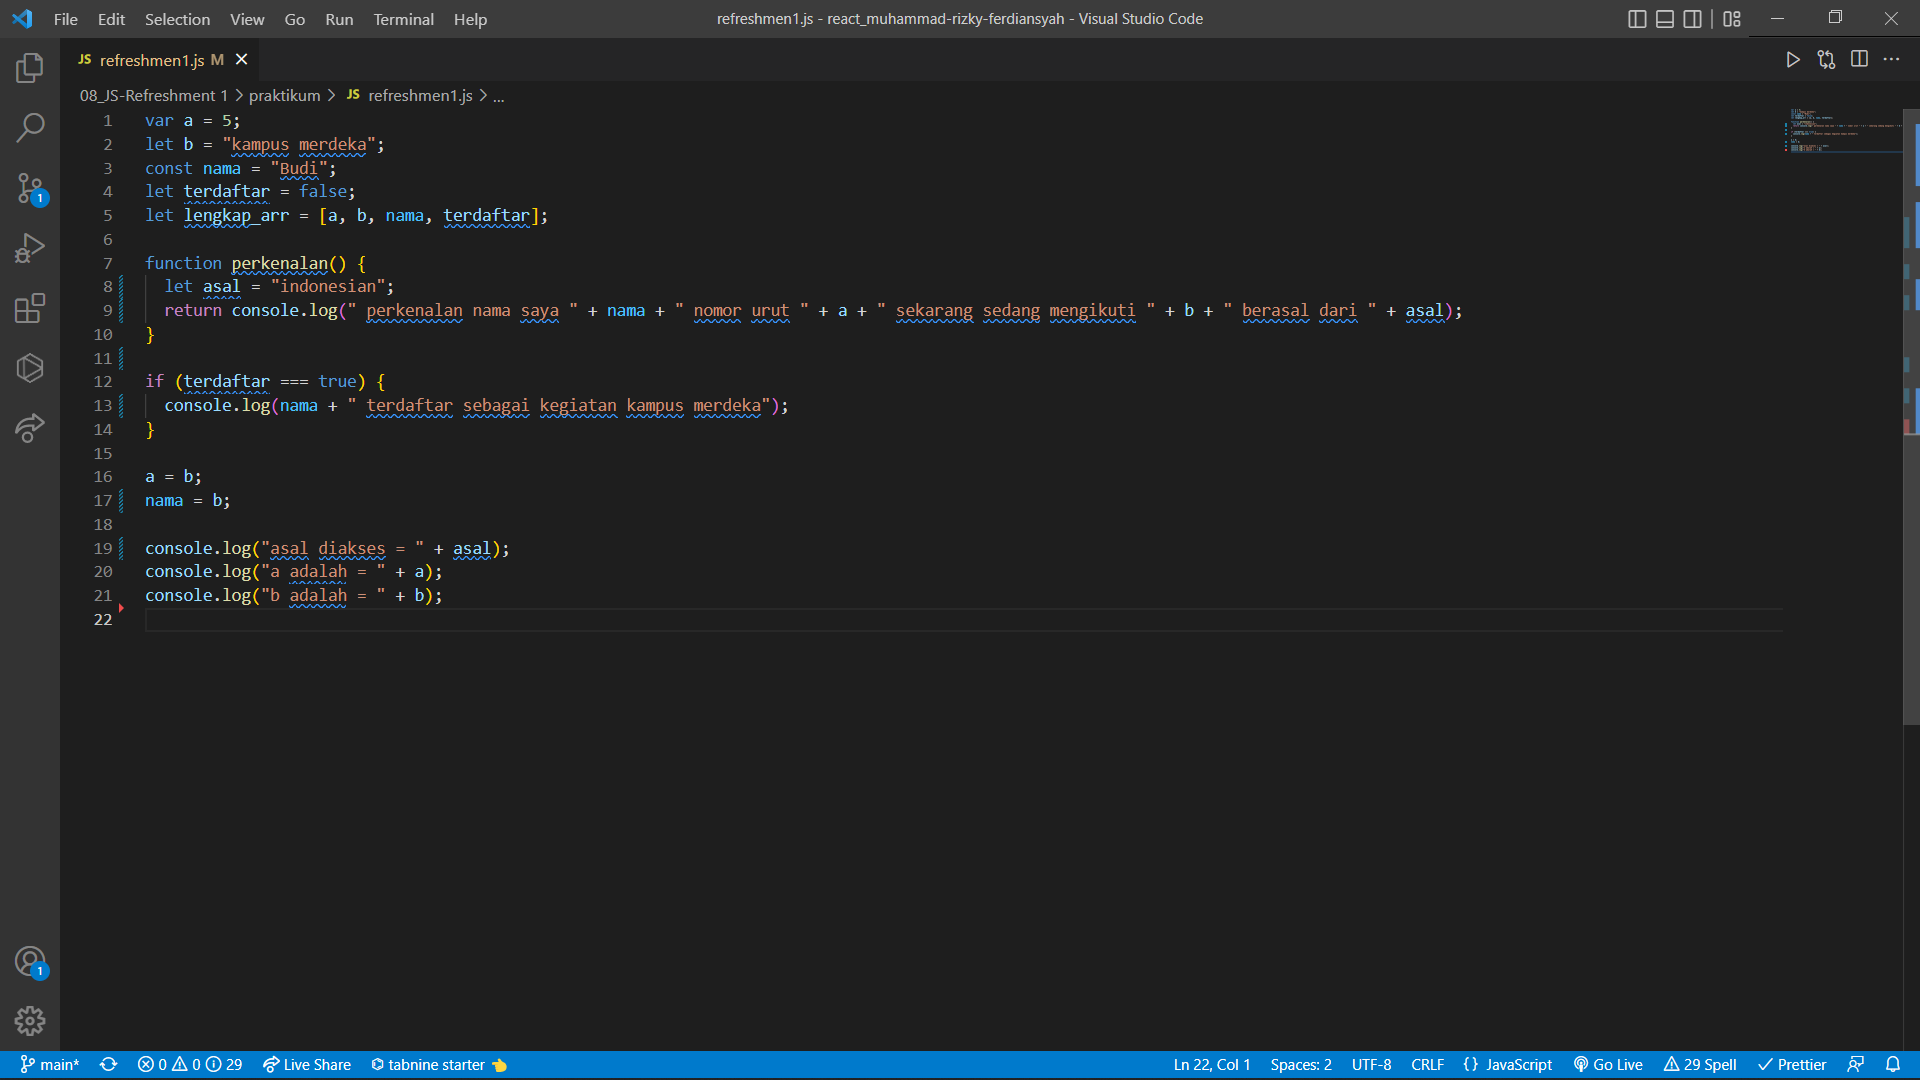 File Edit Selection View Go Run Terminal Help refreshmen1.js - react_muhammad-rizky-ferdiansyah - Visual Studio Code
JS refreshmen1.js M
08_JS-Refreshment 1 > praktikum > JS refreshmen1.js > ...
1 var a = 5;
2 let b = "kampus merdeka";
3 const nama = "Budi";
4 let terdaftar = false;
5 let lengkap_arr = [a, b, nama, terdaftar];
6
7 function perkenalan() {
8 let asal = "indonesian";
9 return console.log(" perkenalan nama saya " + nama + " nomor urut " + a + " sekarang sedang mengikuti " + b + " berasal dari " + asal);
10 }
11
12 if (terdaftar === true) {
13 console.log(nama + " terdaftar sebagai kegiatan kampus merdeka");
14 }
15
16 a = b;
17 nama = b;
18
19 console.log("asal diakses = " + asal);
20 console.log("a adalah = " + a);
21 console.log("b adalah = " + b);
22
1
1
main* 0 0 29 Live Share tabnine starter Ln 22, Col 1 Spaces: 2 UTF-8 CRLF {} JavaScript Go Live 29 Spell Prettier